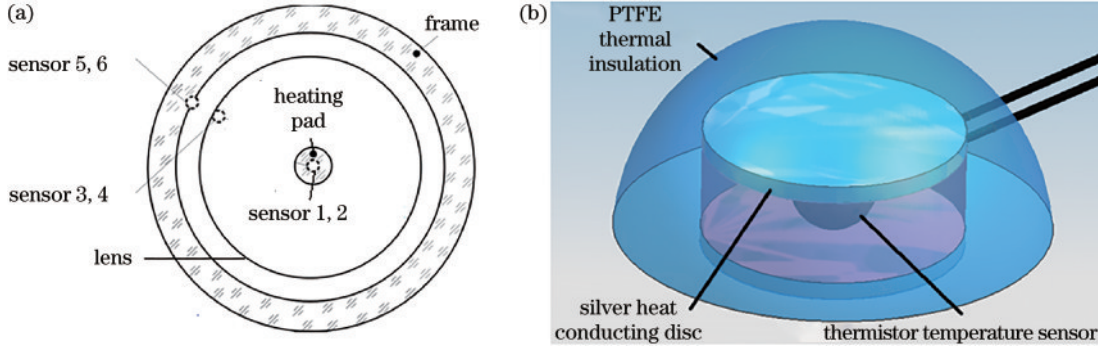 (a)
frame
sensor 5, 6
heating
pad
sensor 3, 4
sensor 1, 2
lens
(b)
PTFE
thermal
insulation
silver heat
conducting disc
thermistor temperature sensor